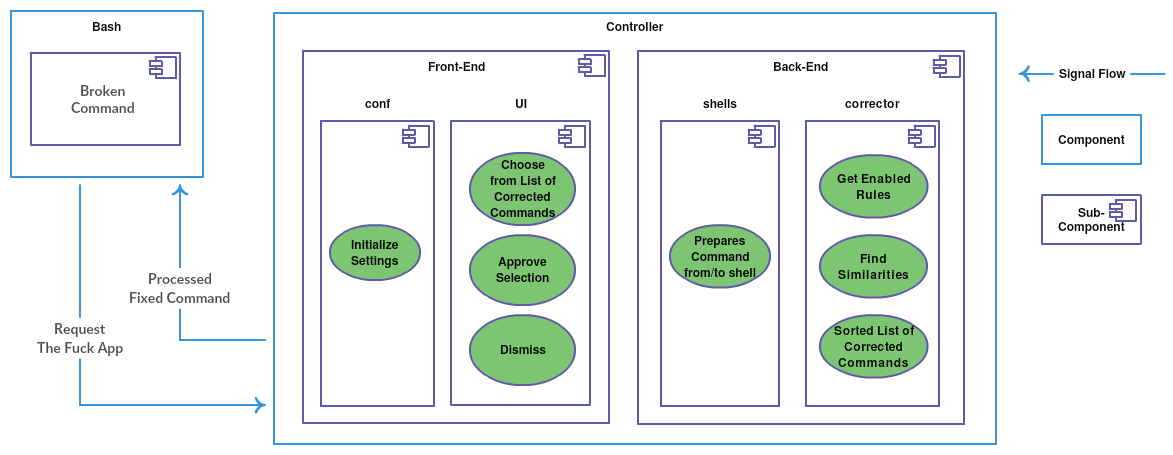 Bash
Broken
Command
Request
The Fuck App
Processed
Fixed Command
Controller
Front-End
conf
Initialize
Settings
UI
Choose
from List of
Corrected
Commands
Approve
Selection
Dismiss
Back-End
shells
Prepares
Command
from/to shell
corrector
Get Enabled
Rules
Find
Similarities
Sorted List of
Corrected
Commands
Signal Flow
Component
Sub-
Component